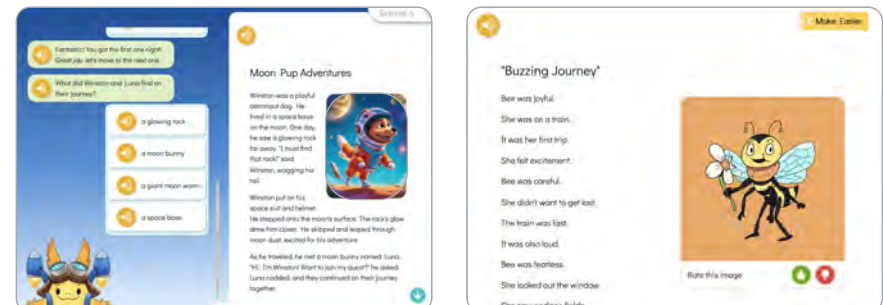 Fantastic! You got the first one right!
Great job, let's move to the next one.
What did Winston and Luna find on
their journey?
a glowing rock
a moon bunny
a giant moon worm
a space base
Moon Pup Adventures
Winston was a playful
astronaut dog. He
lived in a space base
on the moon. One day,
he saw a glowing rock
far away. "I must find
that rock!" said
Winston, wagging his
tail.
Winston put on his
space suit and helmet.
He stepped onto the moon's surface. The rock's glow
drew him closer. He skipped and leaped through
moon dust, excited for his adventure.
As he traveled, he met a moon bunny named Luna.
"Hi, I'm Winston! Want to join my quest?" he asked.
Luna nodded, and they continued on their journey
together.
Make Easier
"Buzzing Journey"
Bee was joyful.
She was on a train.
It was her first trip.
She felt excitement.
Bee was careful.
She didn't want to get lost.
The train was fast.
It was also loud.
Bee was fearless.
She looked out the window.
Rate this image